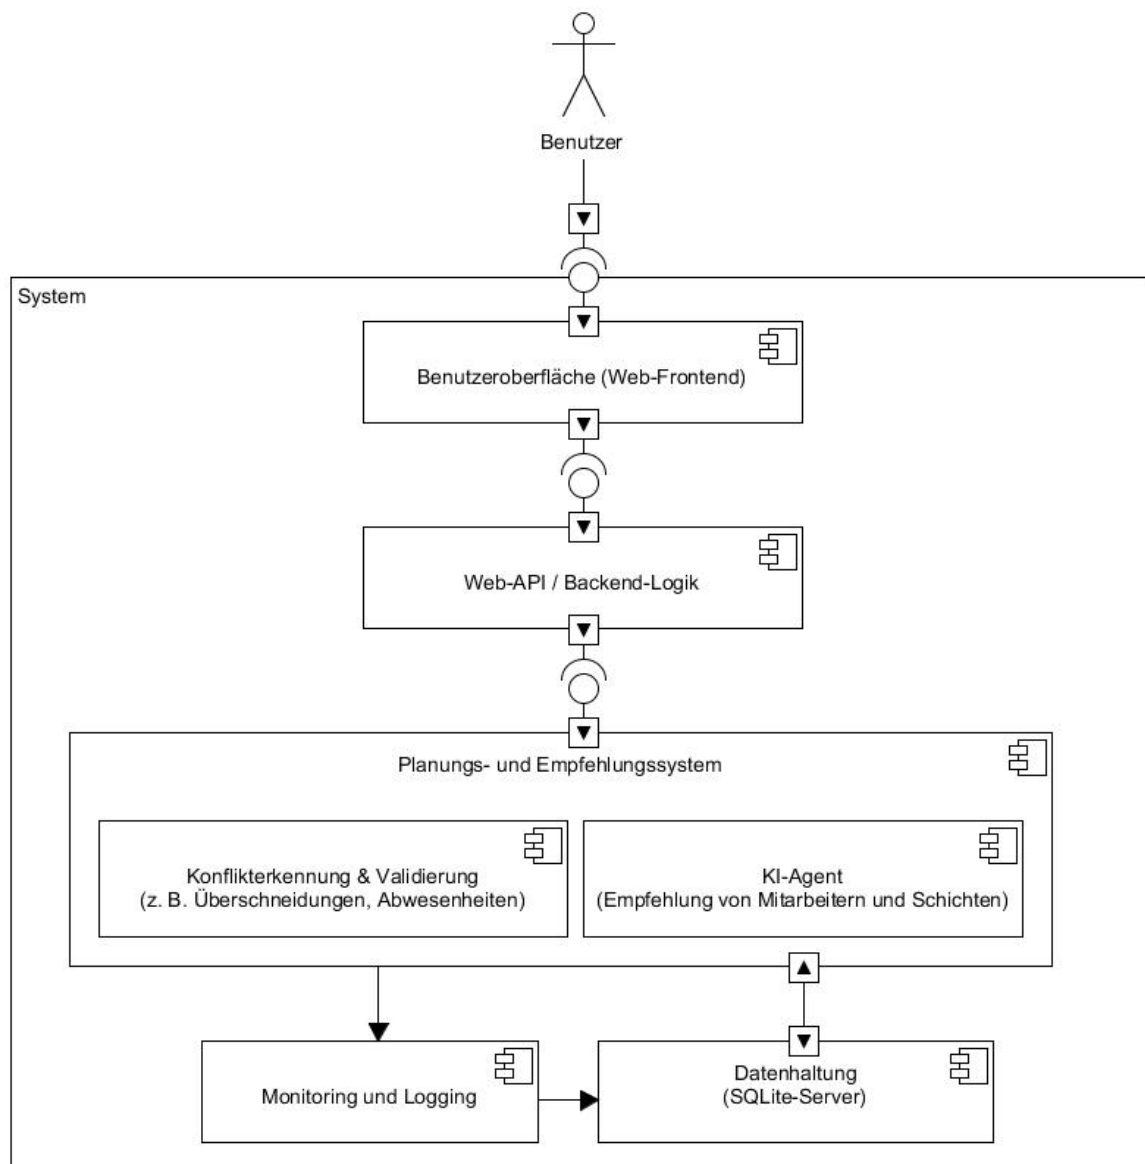 Benutzer
System
Benutzeroberfläche (Web-Frontend)
Web-API / Backend-Logik
Planungs- und Empfehlungssystem
Konflikterkennung & Validierung
(z. B. Überschneidungen, Abwesenheiten)
KI-Agent
(Empfehlung von Mitarbeitern und Schichten)
Monitoring und Logging
Datenhaltung
(SQLite-Server)